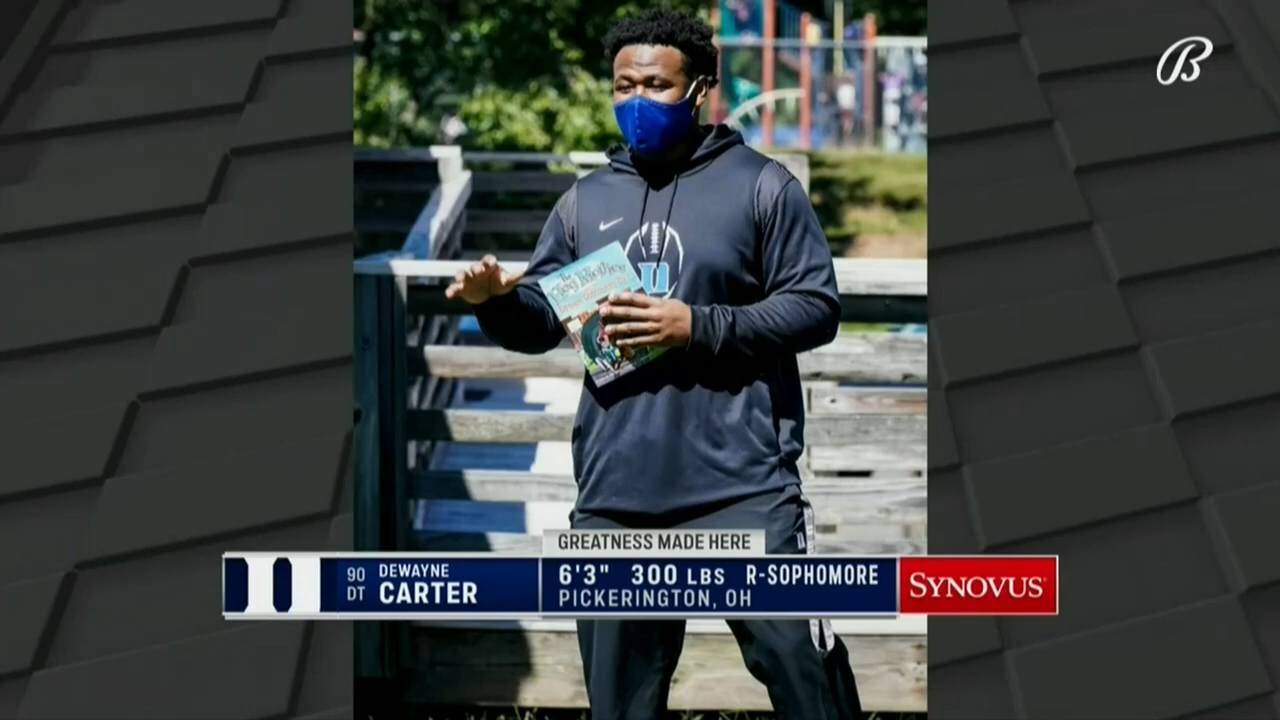 B
GREATNESS MADE HERE
90
DT
DEWAYNE
CARTER
6'3" 300 LBS R-SOPHOMORE
PICKERINGTON, OH
SYNOVUS